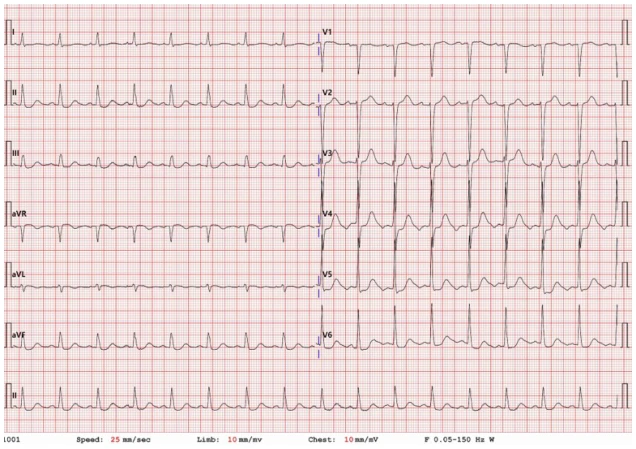 I
V1
II
V2
III
V3
aVR
V4
aVL
V5
aVF
V6
II
1001 Speed: 25 mm/sec Limb: 10 mm/mv Chest: 10 mm/mV F 0.05-150 Hz W